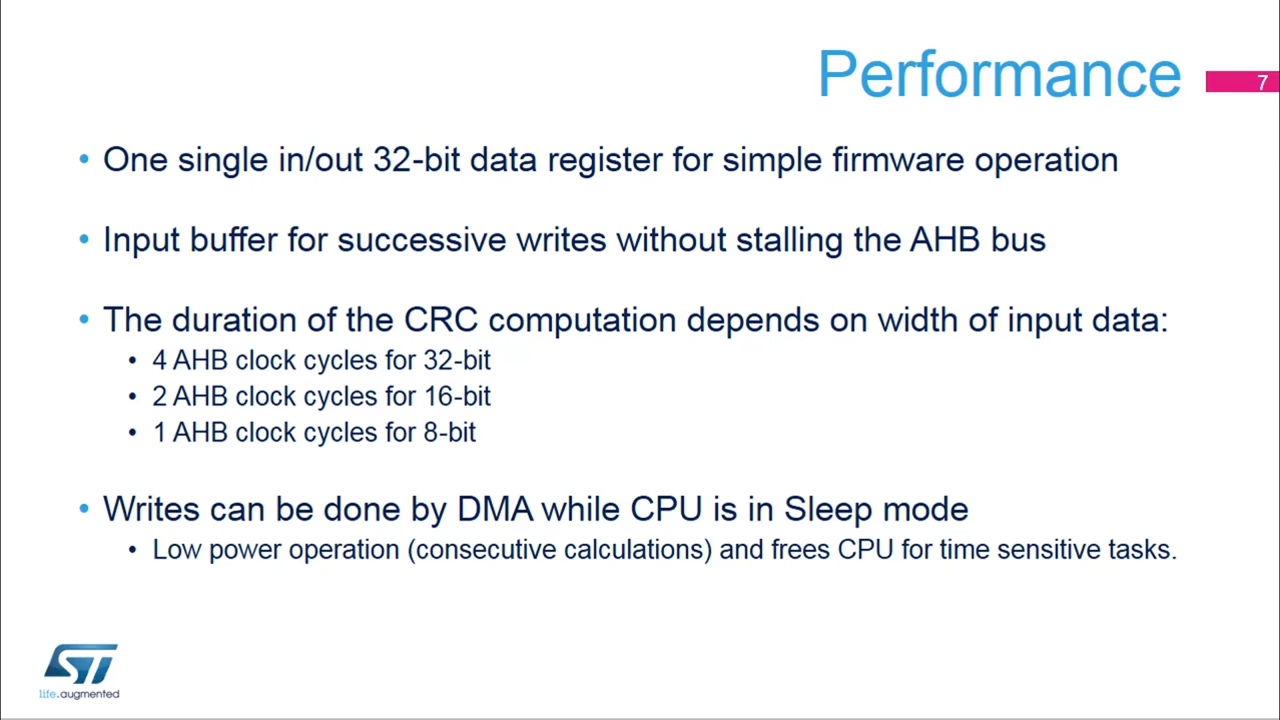 Performance
7
• One single in/out 32-bit data register for simple firmware operation
• Input buffer for successive writes without stalling the AHB bus
• The duration of the CRC computation depends on width of input data:
• 4 AHB clock cycles for 32-bit
• 2 AHB clock cycles for 16-bit
• 1 AHB clock cycles for 8-bit
• Writes can be done by DMA while CPU is in Sleep mode
• Low power operation (consecutive calculations) and frees CPU for time sensitive tasks.
ST
life.augmented